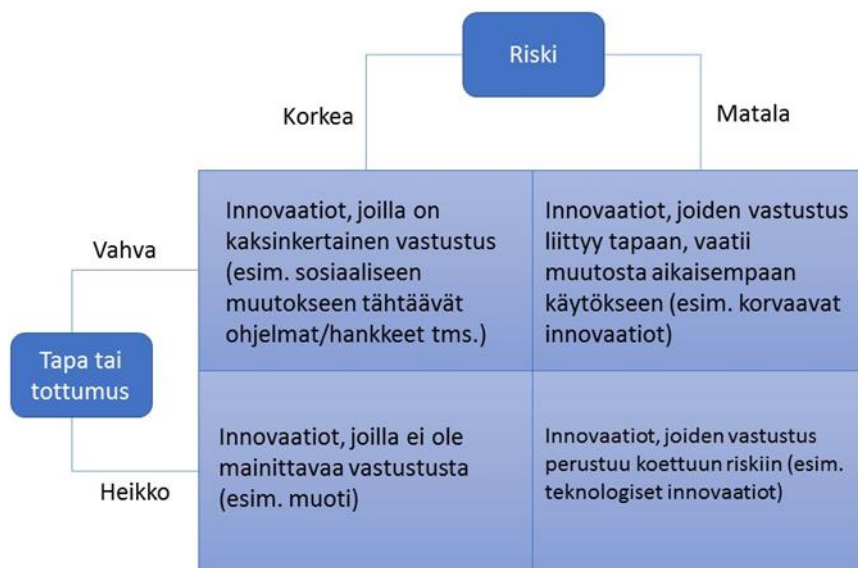 Riski
Korkea
Matala
Vahva
Innovaatiot, joilla on
kaksinkertainen vastustus
(esim. sosiaaliseen
muutokseen tähtäävät
ohjelmat/hankkeet tms.)
Innovaatiot, joiden vastustus
liittyy tapaan, vaatii
muutosta aikaisempaan
käytökseen (esim. korvaavat
innovaatiot)
Tapa tai
tottumus
Heikko
Innovaatiot, joilla ei ole
mainittavaa vastustusta
(esim. muoti)
Innovaatiot, joiden vastustus
perustuu koettuun riskiin (esim.
teknologiset innovaatiot)